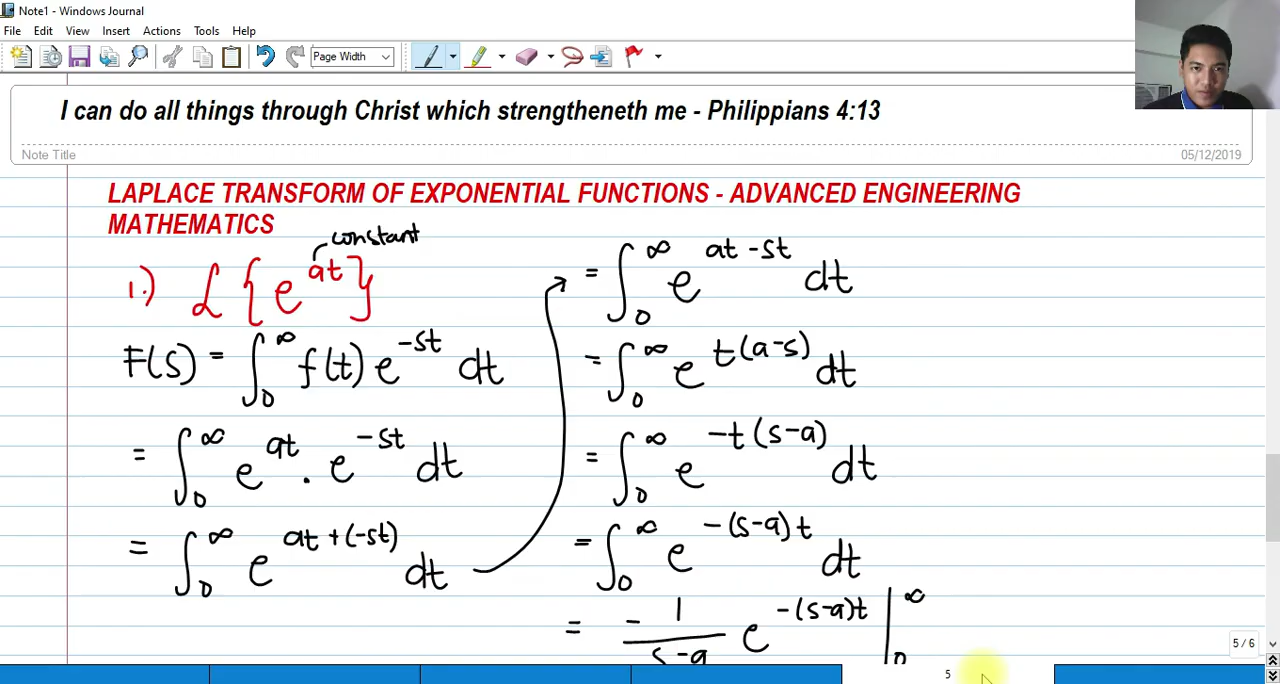 Note1 - Windows Journal
File Edit View Insert Actions Tools Help
Page Width
I can do all things through Christ which strengtheneth me - Philippians 4:13
Note Title
05/12/2019
LAPLACE TRANSFORM OF EXPONENTIAL FUNCTIONS - ADVANCED ENGINEERING
MATHEMATICS
constant
1.) ℒ{e^{at}}
F(s) = ∫_0^∞ f(t) e^{-st} dt
= ∫_0^∞ e^{at} . e^{-st} dt
= ∫_0^∞ e^{at+(-st)} dt
= ∫_0^∞ e^{at-st} dt
= ∫_0^∞ e^{t(a-s)} dt
= ∫_0^∞ e^{-t(s-a)} dt
= ∫_0^∞ e^{-(s-a)t} dt
= - 1/(s-a) e^{-(s-a)t} |_0^∞
5 / 6
5